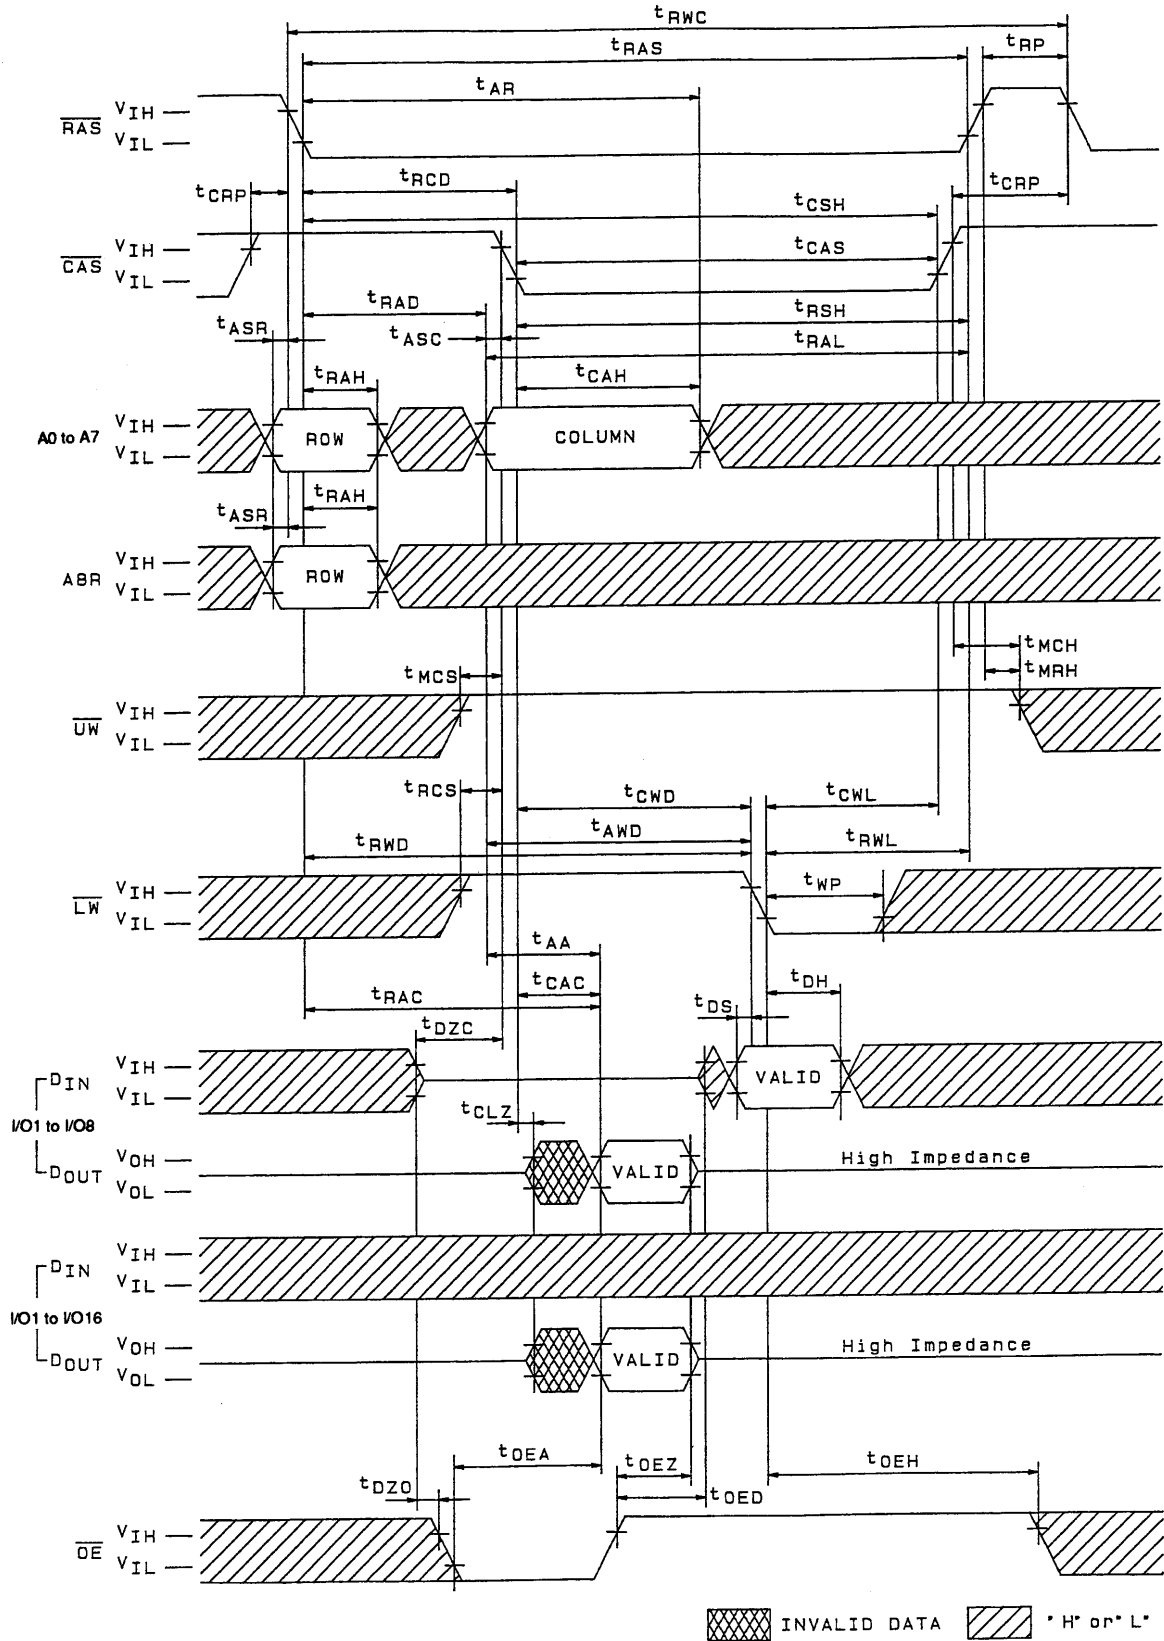 tRWC
tRAS
tRP
tAR
RAS
VIH
VIL
tCRP
tRCD
tCRP
tCSH
CAS
VIH
VIL
tCAS
tRAD
tRSH
tASR
tASC
tRAL
tRAH
tCAH
A0 to A7
VIH
VIL
ROW
COLUMN
tRAH
tASR
A8R
VIH
VIL
ROW
tMCH
tMCS
tMRH
UW
VIH
VIL
tRCS
tCWD
tCWL
tAWD
tRWD
tRWL
LW
VIH
VIL
tWP
tAA
tCAC
tDH
tRAC
tDS
tDZC
DIN
VIH
VIL
VALID
I/O1 to I/O8
tCLZ
DOUT
VOH
VOL
VALID
High Impedance
DIN
VIH
VIL
I/O1 to I/O16
DOUT
VOH
VOL
VALID
High Impedance
tOEA
tOEZ
tOEH
tDZO
tOED
OE
VIH
VIL
INVALID DATA
"H" or "L"